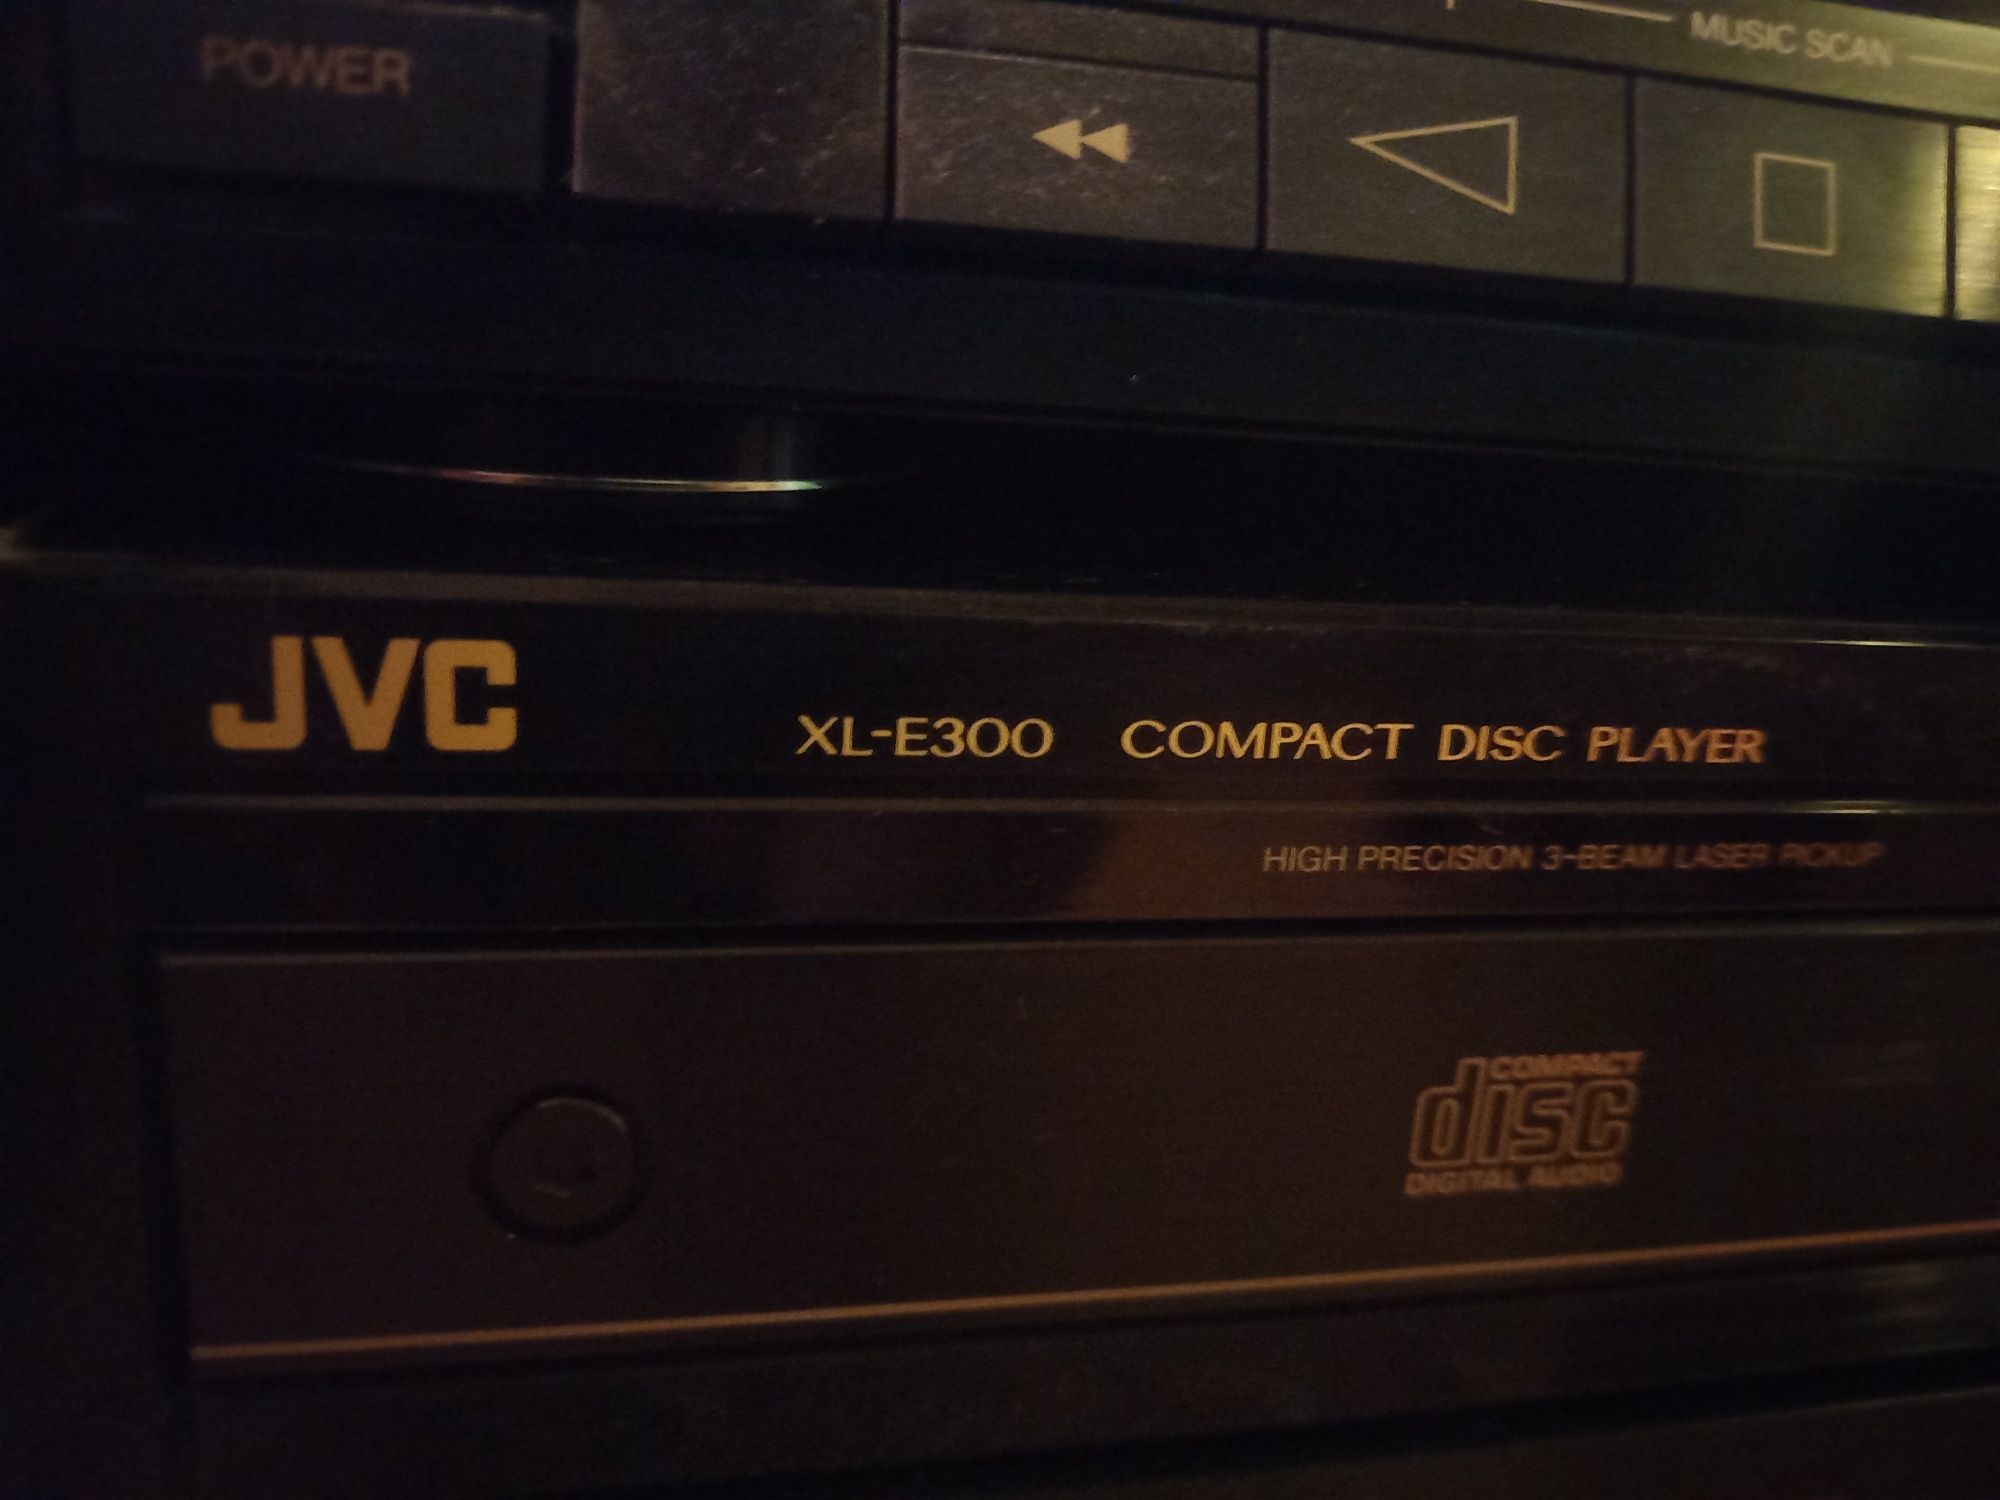 POWER
MUSIC SCAN
JVC
XL-E300 COMPACT DISC PLAYER
HIGH PRECISION 3-BEAM LASER PICKUP
COMPACT
disc
DIGITAL AUDIO